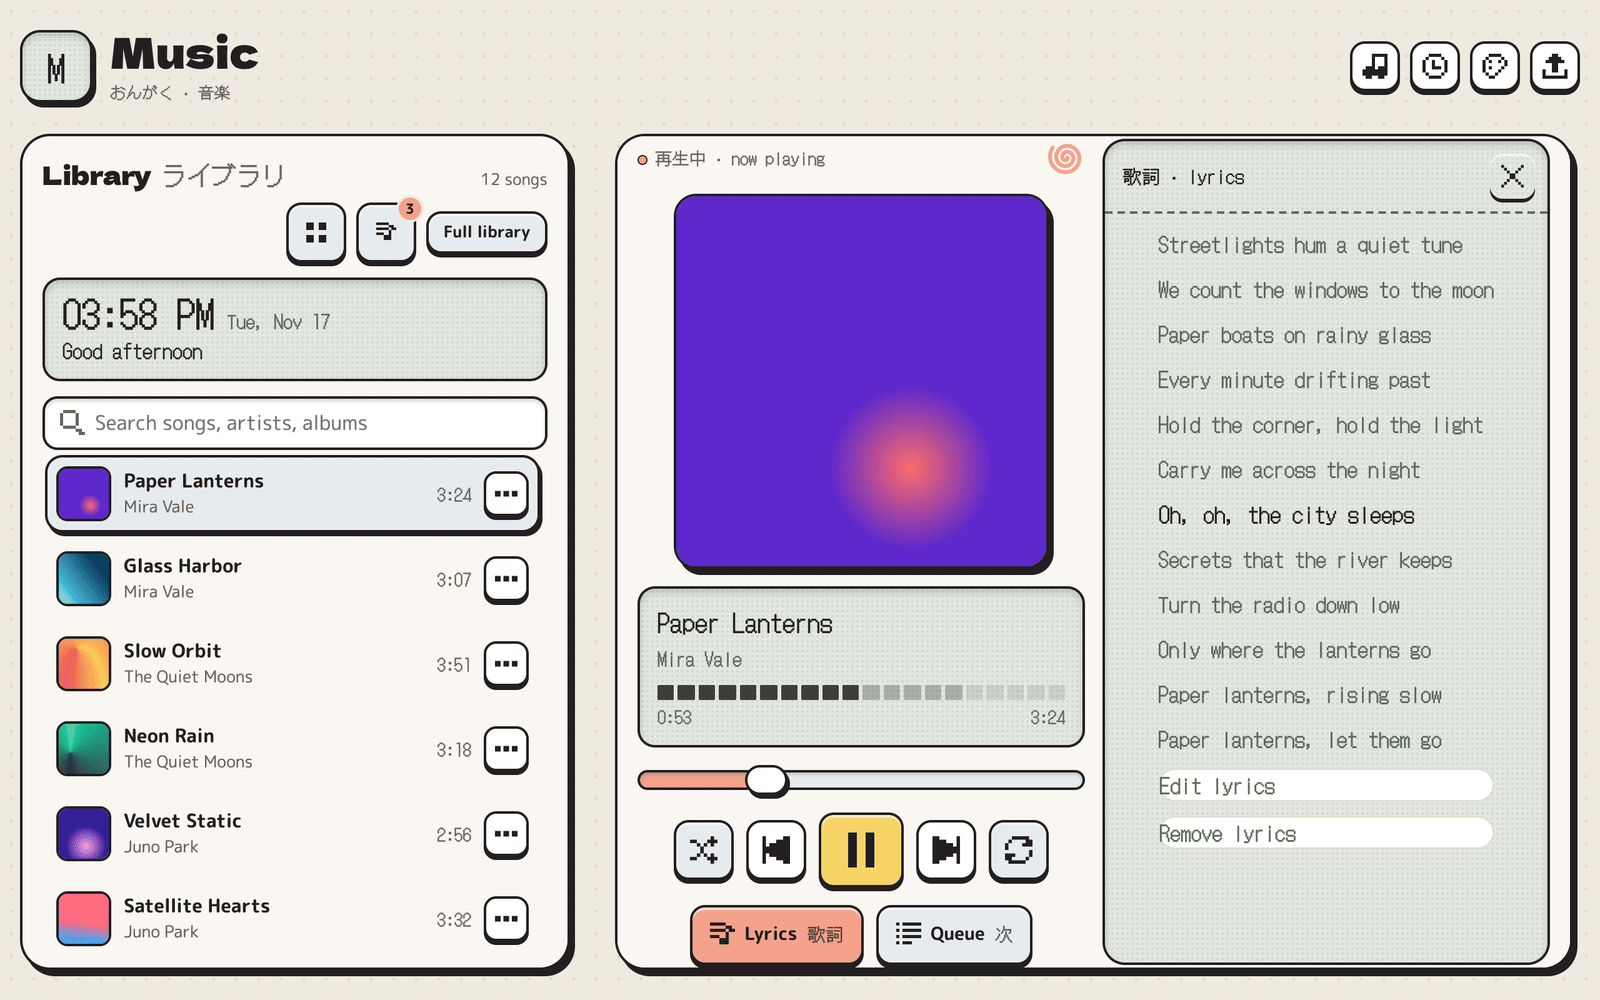 M
Music
おんがく · 音楽
Library ライブラリ
12 songs
3
Full library
03:58 PM Tue, Nov 17
Good afternoon
Search songs, artists, albums
Paper Lanterns
Mira Vale
3:24
Glass Harbor
Mira Vale
3:07
Slow Orbit
The Quiet Moons
3:51
Neon Rain
The Quiet Moons
3:18
Velvet Static
Juno Park
2:56
Satellite Hearts
Juno Park
3:32
再生中 · now playing
Paper Lanterns
Mira Vale
0:53
3:24
Lyrics 歌詞
Queue 次
歌詞 · lyrics
Streetlights hum a quiet tune
We count the windows to the moon
Paper boats on rainy glass
Every minute drifting past
Hold the corner, hold the light
Carry me across the night
Oh, oh, the city sleeps
Secrets that the river keeps
Turn the radio down low
Only where the lanterns go
Paper lanterns, rising slow
Paper lanterns, let them go
Edit lyrics
Remove lyrics